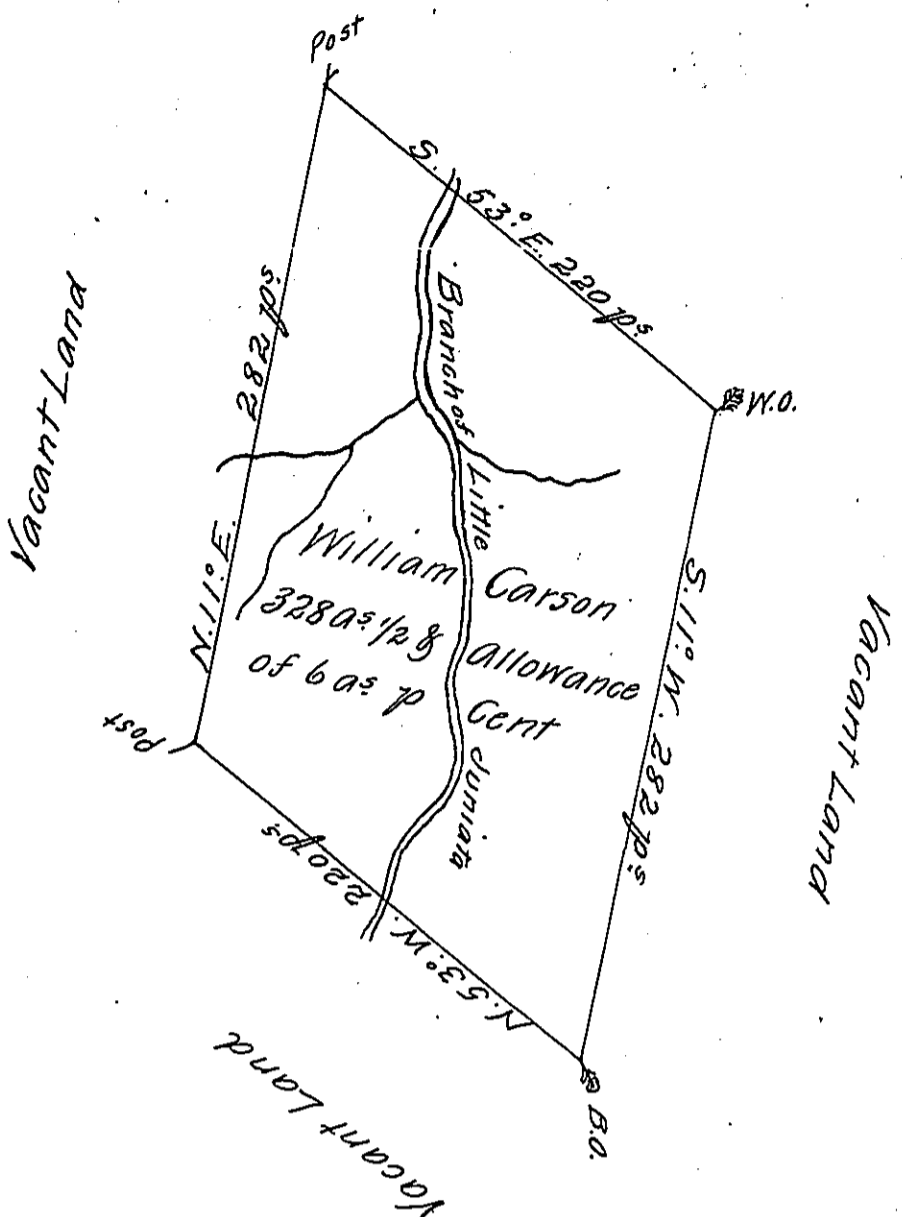 Post
S. 53.° E. 220 ps.
W.O.
S. 11.° W. 282 ps.
B.O.
N. 53.° W. 220 ps.
Post
N. 11.° E. 282 ps.
Branch of Little Juniata
William Carson
328 as. 1/2 & allowance
of 6 as. p Cent
Vacant Land
Vacant Land
Vacant Land